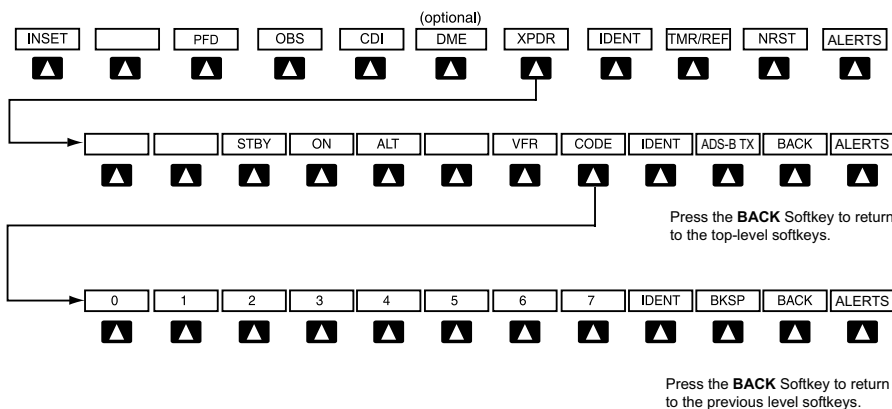 (optional)
INSET PFD OBS CDI DME XPDR IDENT TMR/REF NRST ALERTS
STBY ON ALT VFR CODE IDENT ADS-B TX BACK ALERTS
Press the BACK Softkey to return
to the top-level softkeys.
0 1 2 3 4 5 6 7 IDENT BKSP BACK ALERTS
Press the BACK Softkey to return
to the previous level softkeys.